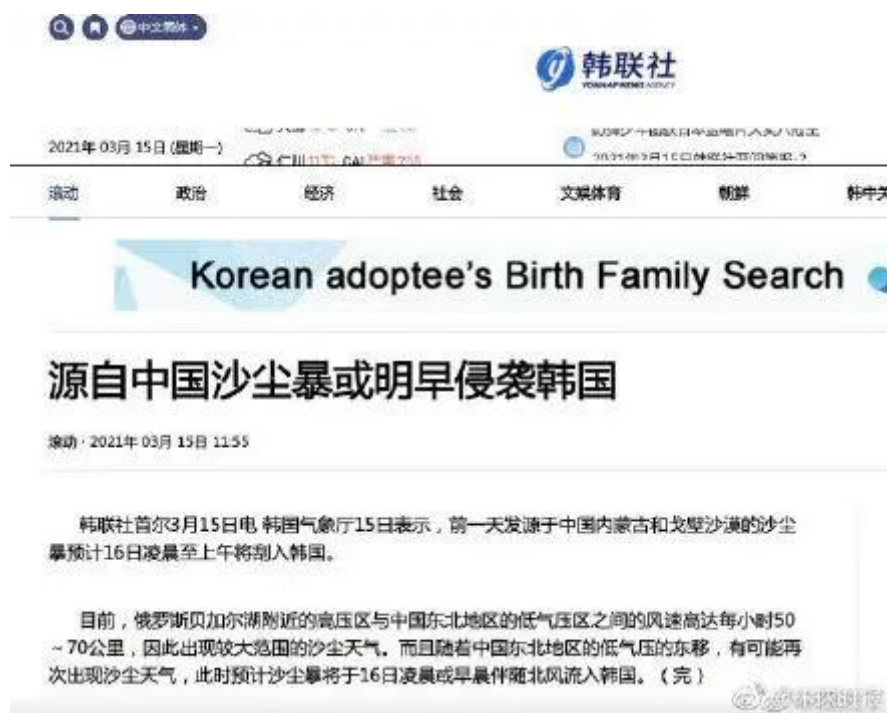 中文简体
韩联社
YONHAP NEWS AGENCY
2021年 03月 15日 (星期一)
滚动 政治 经济 社会 文娱体育 朝鲜 韩中关
Korean adoptee's Birth Family Search
源自中国沙尘暴或明早侵袭韩国
滚动 · 2021年 03月 15日 11:55
韩联社首尔3月15日电 韩国气象厅15日表示，前一天发源于中国内蒙古和戈壁沙漠的沙尘
暴预计16日凌晨至上午将刮入韩国。
目前，俄罗斯贝加尔湖附近的高压区与中国东北地区的低气压区之间的风速高达每小时50
～70公里，因此出现较大范围的沙尘天气。而且随着中国东北地区的低气压的东移，有可能再
次出现沙尘天气，此时预计沙尘暴将于16日凌晨或早晨伴随北风流入韩国。（完）